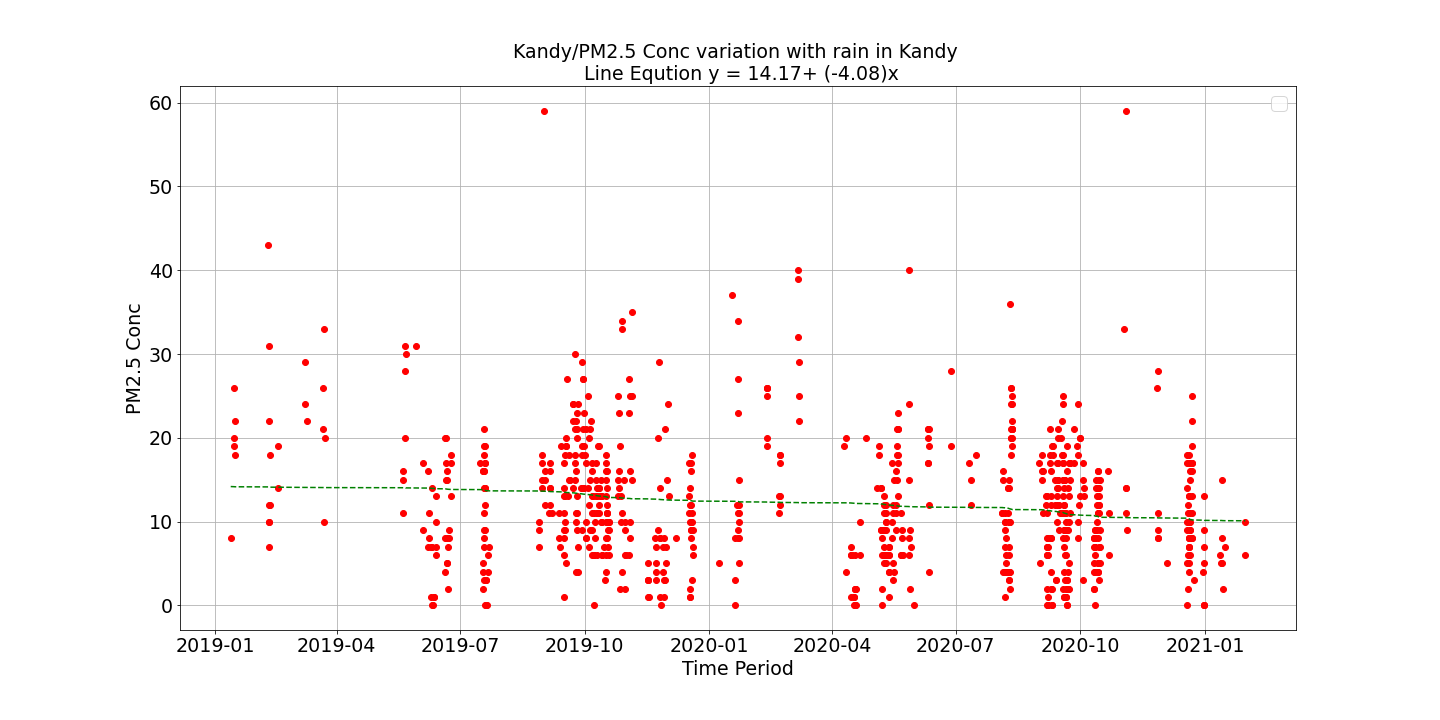 Kandy/PM2.5 Conc variation with rain in Kandy
Line Eqution y = 14.17+ (-4.08)x
60
50
40
30
20
10
0
PM2.5 Conc
2019-01 2019-04 2019-07 2019-10 2020-01 2020-04 2020-07 2020-10 2021-01
Time Period